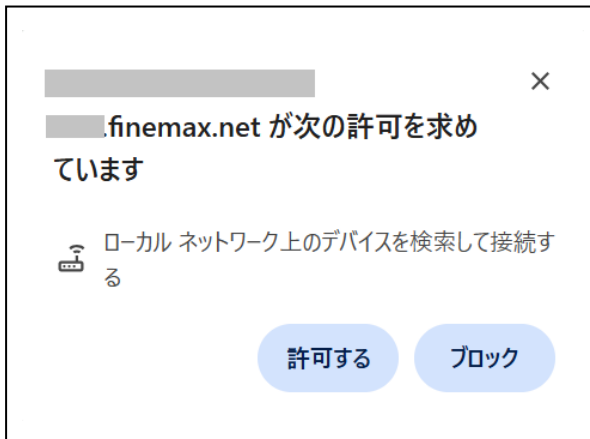 .finemax.net が次の許可を求め
ています
ローカル ネットワーク上のデバイスを検索して接続す
る
許可する
ブロック